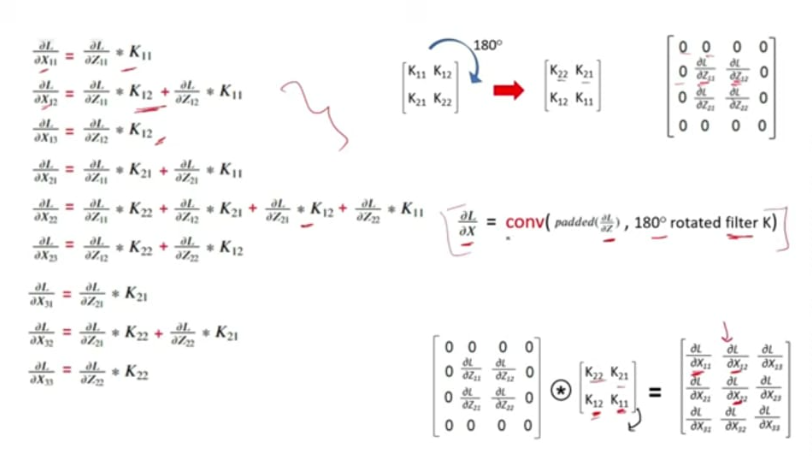 ∂L/∂X₁₁ = ∂L/∂Z₁₁ * K₁₁
∂L/∂X₁₂ = ∂L/∂Z₁₁ * K₁₂ + ∂L/∂Z₁₂ * K₁₁
∂L/∂X₁₃ = ∂L/∂Z₁₂ * K₁₂
∂L/∂X₂₁ = ∂L/∂Z₁₁ * K₂₁ + ∂L/∂Z₂₁ * K₁₁
∂L/∂X₂₂ = ∂L/∂Z₁₁ * K₂₂ + ∂L/∂Z₁₂ * K₂₁ + ∂L/∂Z₂₁ * K₁₂ + ∂L/∂Z₂₂ * K₁₁
∂L/∂X₂₃ = ∂L/∂Z₁₂ * K₂₂ + ∂L/∂Z₂₂ * K₁₂
∂L/∂X₃₁ = ∂L/∂Z₂₁ * K₂₁
∂L/∂X₃₂ = ∂L/∂Z₂₁ * K₂₂ + ∂L/∂Z₂₂ * K₂₁
∂L/∂X₃₃ = ∂L/∂Z₂₂ * K₂₂
180°
K₁₁ K₁₂
K₂₁ K₂₂
K₂₂ K₂₁
K₁₂ K₁₁
0 0 0 0
0 ∂L/∂Z₁₁ ∂L/∂Z₁₂ 0
0 ∂L/∂Z₂₁ ∂L/∂Z₂₂ 0
0 0 0 0
∂L/∂X = conv( padded(∂L/∂Z) , 180° rotated filter K)
0 0 0 0
0 ∂L/∂Z₁₁ ∂L/∂Z₁₂ 0
0 ∂L/∂Z₂₁ ∂L/∂Z₂₂ 0
0 0 0 0
⊛
K₂₂ K₂₁
K₁₂ K₁₁
=
∂L/∂X₁₁ ∂L/∂X₁₂ ∂L/∂X₁₃
∂L/∂X₂₁ ∂L/∂X₂₂ ∂L/∂X₂₃
∂L/∂X₃₁ ∂L/∂X₃₂ ∂L/∂X₃₃